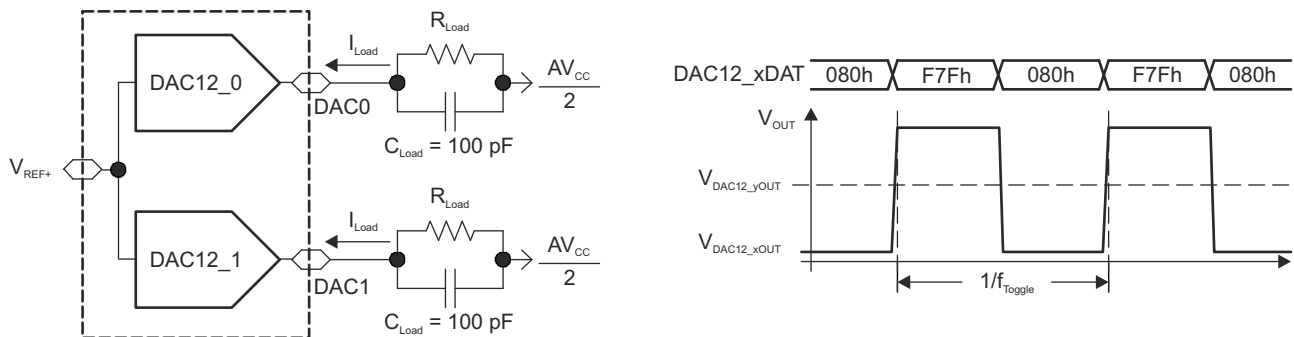 R_Load
I_Load
DAC12_0
DAC0
AV_CC
2
C_Load = 100 pF
V_REF+
R_Load
I_Load
DAC12_1
DAC1
AV_CC
2
C_Load = 100 pF
DAC12_xDAT 080h F7Fh 080h F7Fh 080h
V_OUT
V_DAC12_yOUT
V_DAC12_xOUT
1/f_Toggle